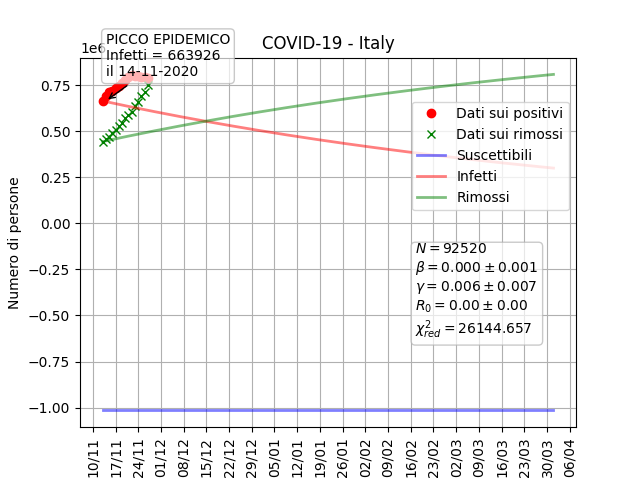 COVID-19 - Italy
1e6
PICCO EPIDEMICO
Infetti = 663926
il 14-11-2020
Numero di persone
0.75
0.50
0.25
0.00
−0.25
−0.50
−0.75
−1.00
Dati sui positivi
Dati sui rimossi
Suscettibili
Infetti
Rimossi
N = 92520
β = 0.000 ± 0.001
γ = 0.006 ± 0.007
R₀ = 0.00 ± 0.00
χ²red = 26144.657
10/11
17/11
24/11
01/12
08/12
15/12
22/12
29/12
05/01
12/01
19/01
26/01
02/02
09/02
16/02
23/02
02/03
09/03
16/03
23/03
30/03
06/04